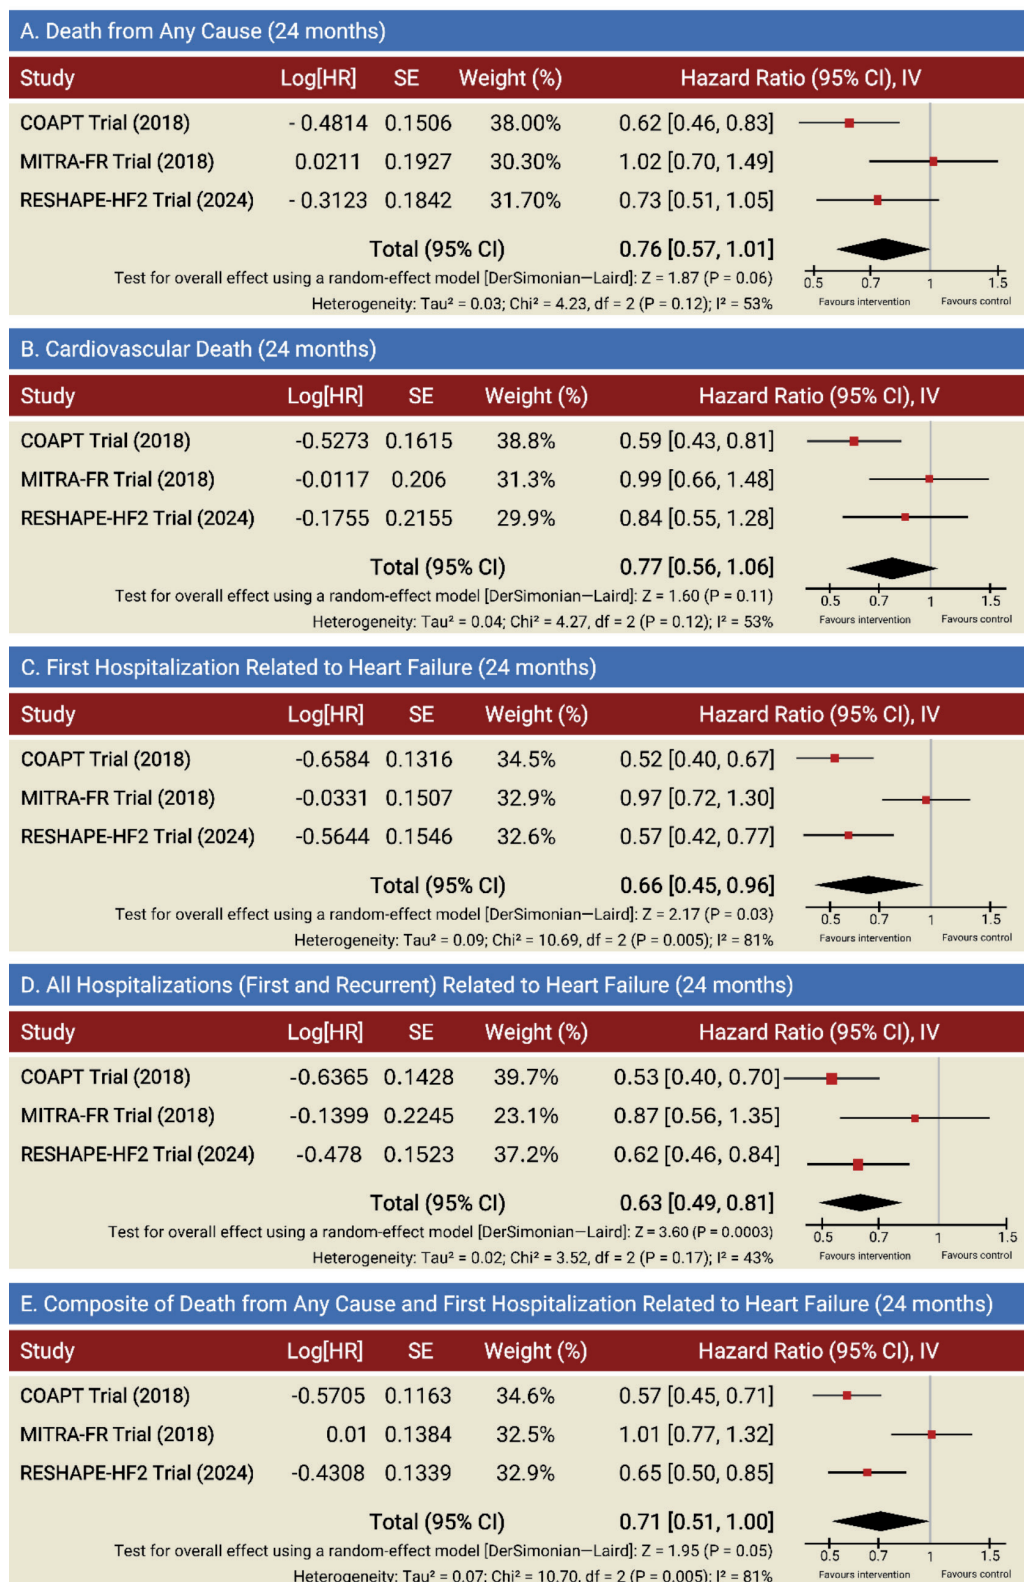 A. Death from Any Cause (24 months)
Study Log[HR] SE Weight (%) Hazard Ratio (95% CI), IV
COAPT Trial (2018) - 0.4814 0.1506 38.00% 0.62 [0.46, 0.83]
MITRA-FR Trial (2018) 0.0211 0.1927 30.30% 1.02 [0.70, 1.49]
RESHAPE-HF2 Trial (2024) - 0.3123 0.1842 31.70% 0.73 [0.51, 1.05]
Total (95% CI) 0.76 [0.57, 1.01]
Test for overall effect using a random-effect model [DerSimonian–Laird]: Z = 1.87 (P = 0.06)
0.5 0.7 1 1.5
Heterogeneity: Tau² = 0.03; Chi² = 4.23, df = 2 (P = 0.12); I² = 53%
Favours intervention Favours control
B. Cardiovascular Death (24 months)
Study Log[HR] SE Weight (%) Hazard Ratio (95% CI), IV
COAPT Trial (2018) -0.5273 0.1615 38.8% 0.59 [0.43, 0.81]
MITRA-FR Trial (2018) -0.0117 0.206 31.3% 0.99 [0.66, 1.48]
RESHAPE-HF2 Trial (2024) -0.1755 0.2155 29.9% 0.84 [0.55, 1.28]
Total (95% CI) 0.77 [0.56, 1.06]
Test for overall effect using a random-effect model [DerSimonian–Laird]: Z = 1.60 (P = 0.11)
0.5 0.7 1 1.5
Heterogeneity: Tau² = 0.04; Chi² = 4.27, df = 2 (P = 0.12); I² = 53%
Favours intervention Favours control
C. First Hospitalization Related to Heart Failure (24 months)
Study Log[HR] SE Weight (%) Hazard Ratio (95% CI), IV
COAPT Trial (2018) -0.6584 0.1316 34.5% 0.52 [0.40, 0.67]
MITRA-FR Trial (2018) -0.0331 0.1507 32.9% 0.97 [0.72, 1.30]
RESHAPE-HF2 Trial (2024) -0.5644 0.1546 32.6% 0.57 [0.42, 0.77]
Total (95% CI) 0.66 [0.45, 0.96]
Test for overall effect using a random-effect model [DerSimonian–Laird]: Z = 2.17 (P = 0.03)
0.5 0.7 1 1.5
Heterogeneity: Tau² = 0.09; Chi² = 10.69, df = 2 (P = 0.005); I² = 81%
Favours intervention Favours control
D. All Hospitalizations (First and Recurrent) Related to Heart Failure (24 months)
Study Log[HR] SE Weight (%) Hazard Ratio (95% CI), IV
COAPT Trial (2018) -0.6365 0.1428 39.7% 0.53 [0.40, 0.70]
MITRA-FR Trial (2018) -0.1399 0.2245 23.1% 0.87 [0.56, 1.35]
RESHAPE-HF2 Trial (2024) -0.478 0.1523 37.2% 0.62 [0.46, 0.84]
Total (95% CI) 0.63 [0.49, 0.81]
Test for overall effect using a random-effect model [DerSimonian–Laird]: Z = 3.60 (P = 0.0003)
0.5 0.7 1 1.5
Heterogeneity: Tau² = 0.02; Chi² = 3.52, df = 2 (P = 0.17); I² = 43%
Favours intervention Favours control
E. Composite of Death from Any Cause and First Hospitalization Related to Heart Failure (24 months)
Study Log[HR] SE Weight (%) Hazard Ratio (95% CI), IV
COAPT Trial (2018) -0.5705 0.1163 34.6% 0.57 [0.45, 0.71]
MITRA-FR Trial (2018) 0.01 0.1384 32.5% 1.01 [0.77, 1.32]
RESHAPE-HF2 Trial (2024) -0.4308 0.1339 32.9% 0.65 [0.50, 0.85]
Total (95% CI) 0.71 [0.51, 1.00]
Test for overall effect using a random-effect model [DerSimonian–Laird]: Z = 1.95 (P = 0.05)
0.5 0.7 1 1.5
Heterogeneity: Tau² = 0.07; Chi² = 10.70, df = 2 (P = 0.005); I² = 81%
Favours intervention Favours control